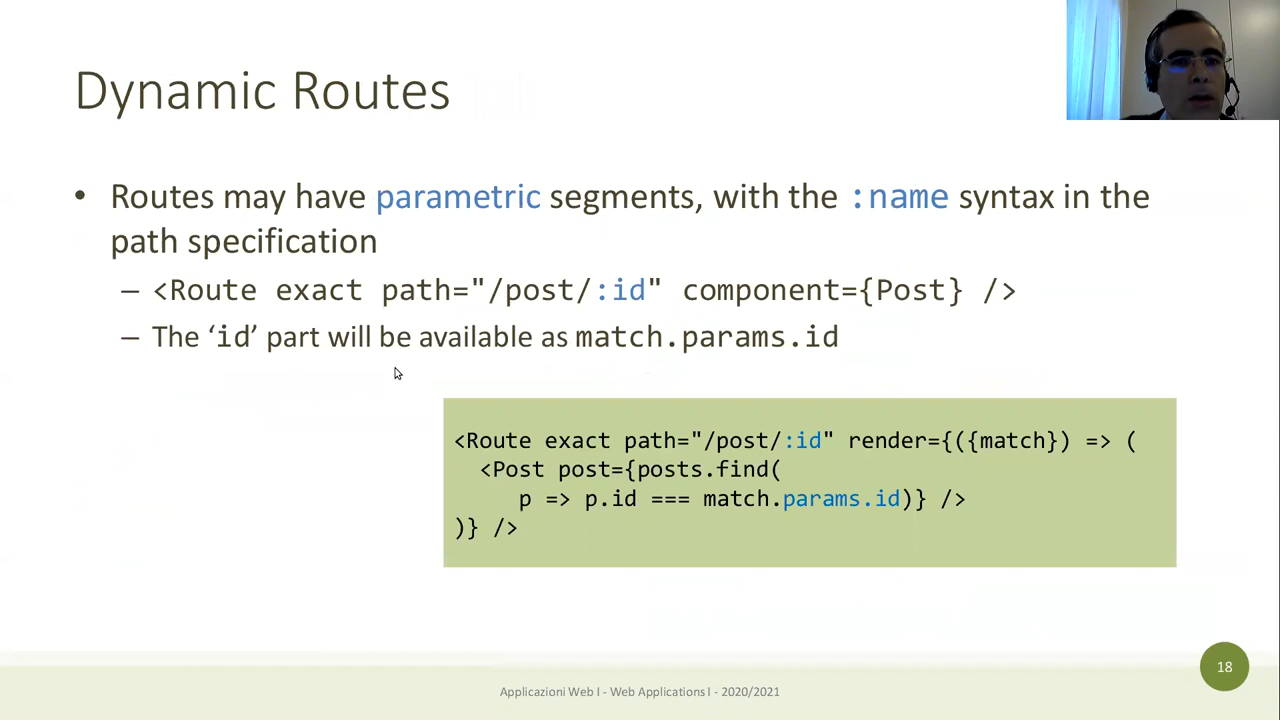 Dynamic Routes
• Routes may have parametric segments, with the :name syntax in the
path specification
– <Route exact path="/post/:id" component={Post} />
– The ‘id’ part will be available as match.params.id
<Route exact path="/post/:id" render={({match}) => (
<Post post={posts.find(
p => p.id === match.params.id)} />
)} />
18
Applicazioni Web I - Web Applications I - 2020/2021